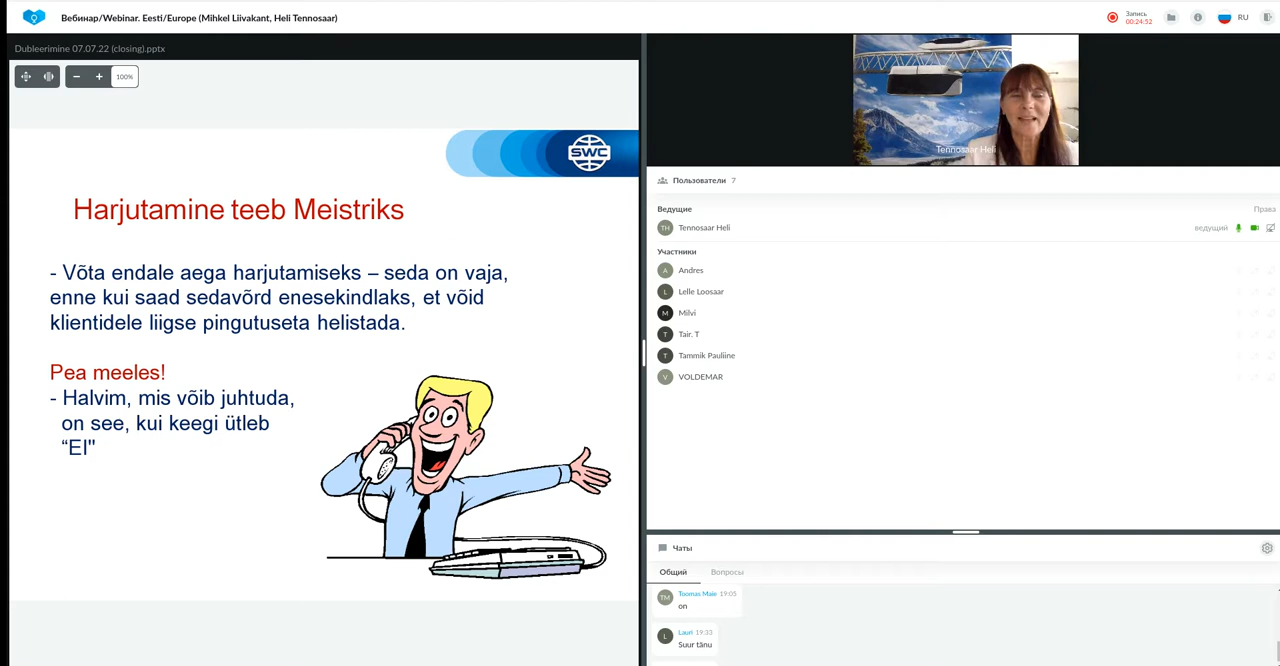 Вебинар/Webinar. Eesti/Europe (Mihkel Liivakant, Heli Tennosaar)
Запись
00:24:52
RU
Dubleerimine 07.07.22 (closing).pptx
100%
SWC
Harjutamine teeb Meistriks
- Võta endale aega harjutamiseks – seda on vaja,
enne kui saad sedavõrd enesekindlaks, et võid
klientidele liigse pingutuseta helistada.
Pea meeles!
- Halvim, mis võib juhtuda,
on see, kui keegi ütleb
“EI"
Tennosaar Heli
Пользователи 7
Ведущие Права
TH Tennosaar Heli ведущий
Участники
A Andres
L Lelle Loosaar
M Milvi
T Tair. T
T Tammik Pauliine
V VOLDEMAR
Чаты
Общий Вопросы
TM Toomas Maie 19:05
on
L Lauri 19:33
Suur tänu